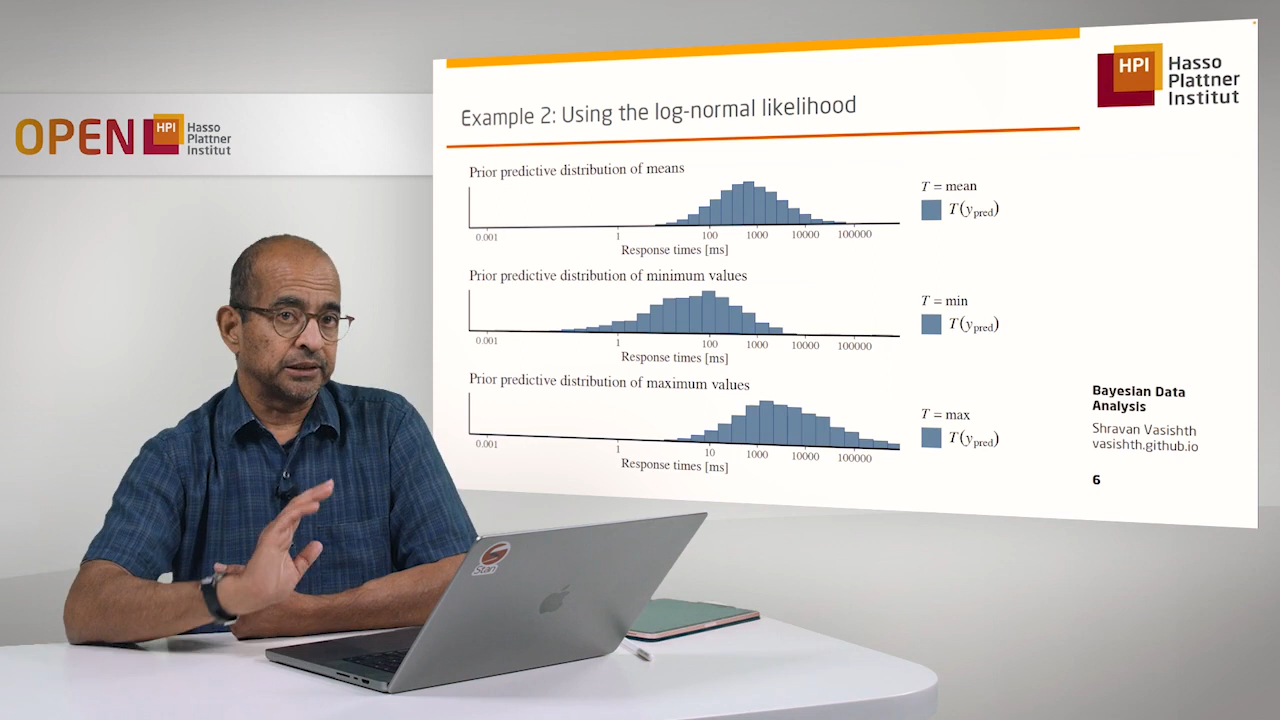 OPEN
HPI
Hasso
Plattner
Institut
Example 2: Using the log-normal likelihood
HPI
Hasso
Plattner
Institut
Prior predictive distribution of means
0.001 1 100 1000 10000 100000
Response times [ms]
T = mean
T(ypred)
Prior predictive distribution of minimum values
0.001 1 100 1000 10000 100000
Response times [ms]
T = min
T(ypred)
Prior predictive distribution of maximum values
0.001 1 10 1000 10000 100000
Response times [ms]
T = max
T(ypred)
Bayesian Data
Analysis
Shravan Vasishth
vasishth.github.io
6
Stan